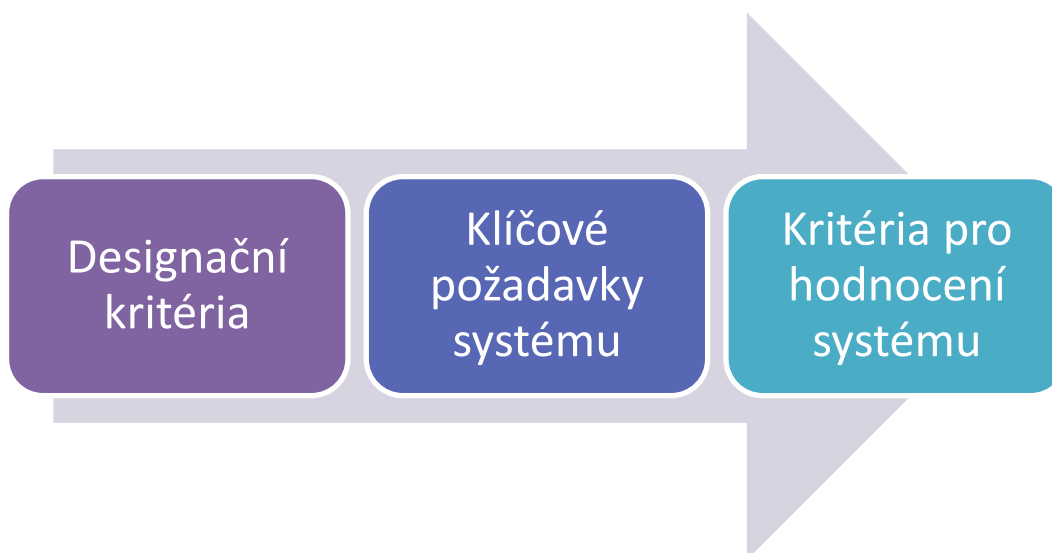 Designační
kritéria
Klíčové
požadavky
systému
Kritéria pro
hodnocení
systému